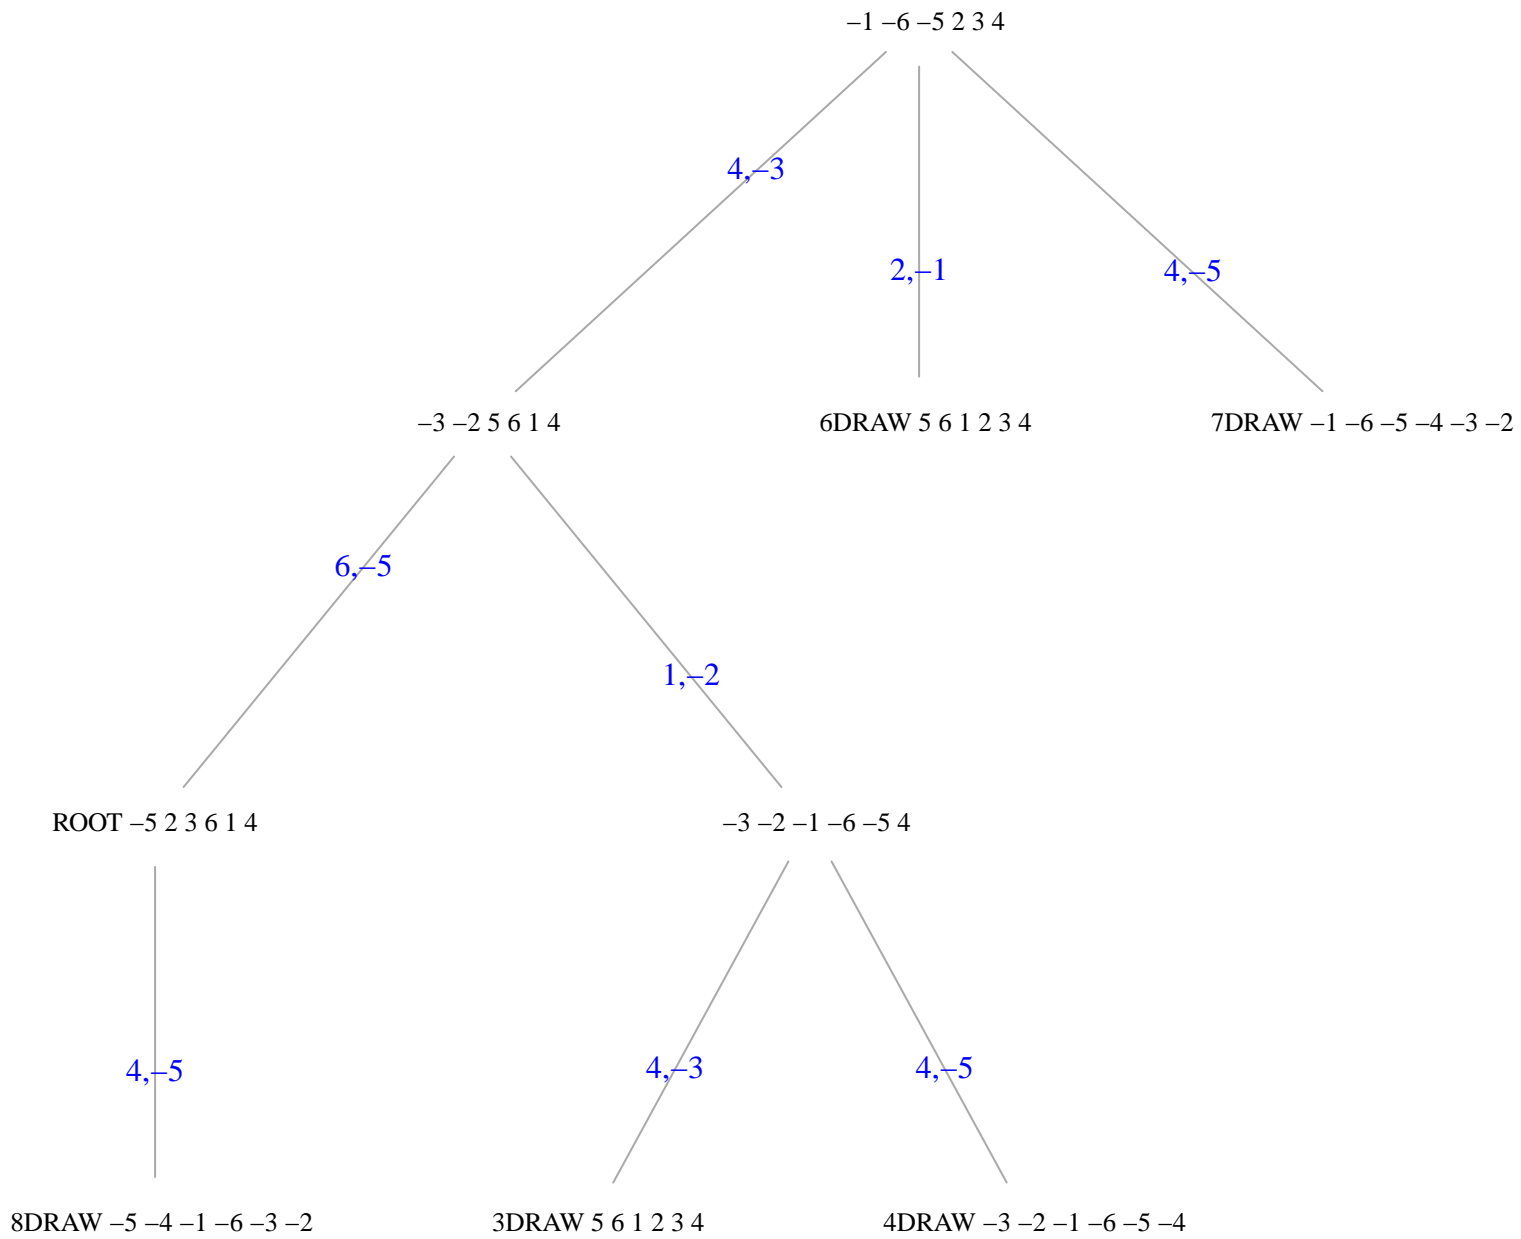 –1 –6 –5 2 3 4
4,–3
2,–1
4,–5
–3 –2 5 6 1 4
6DRAW 5 6 1 2 3 4
7DRAW –1 –6 –5 –4 –3 –2
6,–5
1,–2
ROOT –5 2 3 6 1 4
–3 –2 –1 –6 –5 4
4,–5
4,–3
4,–5
8DRAW –5 –4 –1 –6 –3 –2
3DRAW 5 6 1 2 3 4
4DRAW –3 –2 –1 –6 –5 –4